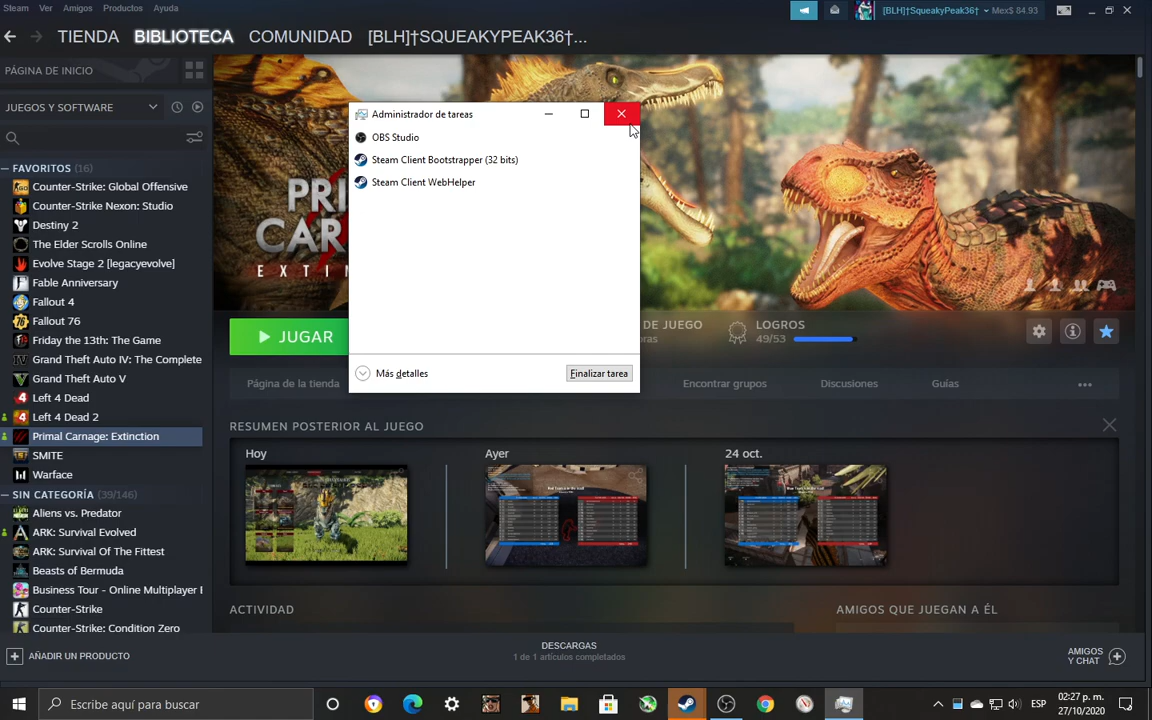 Steam Ver Amigos Productos Ayuda
[BLH]†SQueakyPeak36† Mex$ 84.93
TIENDA BIBLIOTECA COMUNIDAD [BLH]†SQUEAKYPEAK36†...
PÁGINA DE INICIO
JUEGOS Y SOFTWARE
FAVORITOS (16)
Counter-Strike: Global Offensive
Counter-Strike Nexon: Studio
Destiny 2
The Elder Scrolls Online
Evolve Stage 2 [legacyevolve]
Fable Anniversary
Fallout 4
Fallout 76
Friday the 13th: The Game
Grand Theft Auto IV: The Complete
Grand Theft Auto V
Left 4 Dead
Left 4 Dead 2
Primal Carnage: Extinction
SMITE
Warface
SIN CATEGORÍA (39/146)
Aliens vs. Predator
ARK: Survival Evolved
ARK: Survival Of The Fittest
Beasts of Bermuda
Business Tour - Online Multiplayer
Counter-Strike
Counter-Strike: Condition Zero
AÑADIR UN PRODUCTO
Administrador de tareas
OBS Studio
Steam Client Bootstrapper (32 bits)
Steam Client WebHelper
Más detalles
Finalizar tarea
PRI
CAR
EXTIN
JUGAR
DE JUEGO
oras
LOGROS
49/53
Página de la tienda
Encontrar grupos
Discusiones
Guías
RESUMEN POSTERIOR AL JUEGO
Hoy
Ayer
24 oct.
ACTIVIDAD
AMIGOS QUE JUEGAN A ÉL
DESCARGAS
1 de 1 artículos completados
AMIGOS
Y CHAT
Escribe aquí para buscar
ESP
02:27 p. m.
27/10/2020